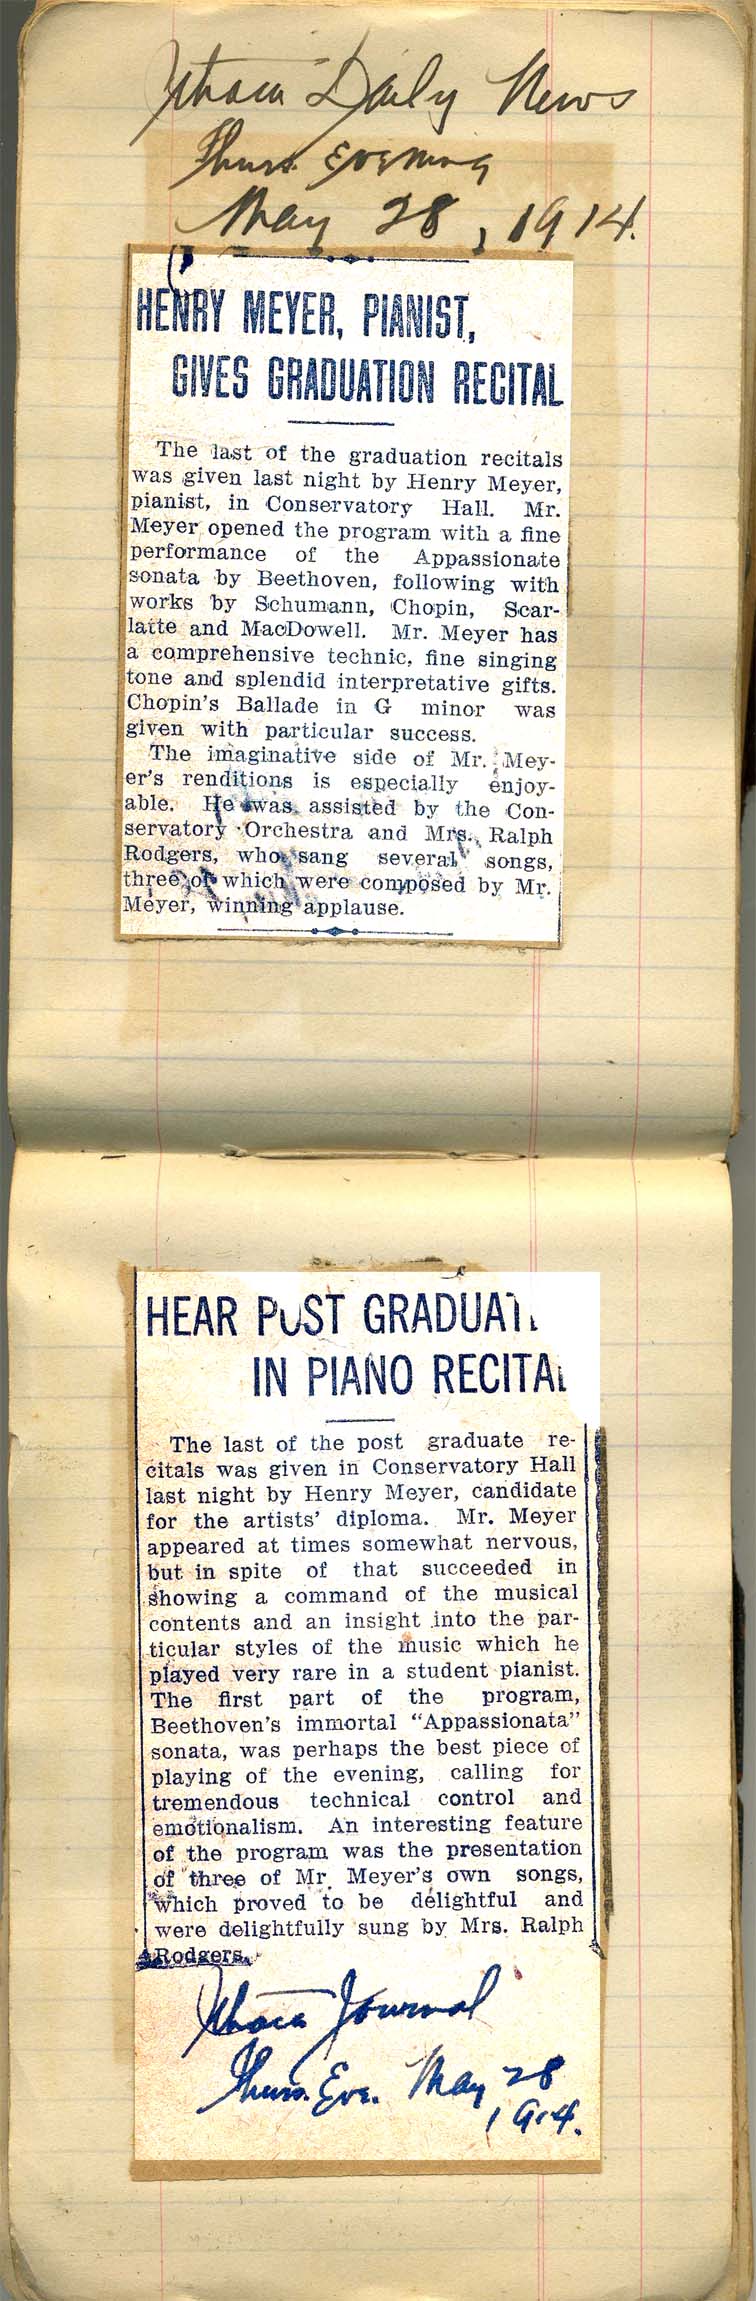 Ithaca Daily News
Thurs. Evening
May 28, 1914.
HENRY MEYER, PIANIST,
GIVES GRADUATION RECITAL
The last of the graduation recitals
was given last night by Henry Meyer,
pianist, in Conservatory Hall. Mr.
Meyer opened the program with a fine
performance of the Appassionate
sonata by Beethoven, following with
works by Schumann, Chopin, Scar-
latte and MacDowell. Mr. Meyer has
a comprehensive technic, fine singing
tone and splendid interpretative gifts.
Chopin's Ballade in G minor was
given with particular success.
The imaginative side of Mr. Mey-
er's renditions is especially enjoy-
able. He was assisted by the Con-
servatory Orchestra and Mrs. Ralph
Rodgers, who sang several songs,
three of which were composed by Mr.
Meyer, winning applause.
HEAR POST GRADUATE
IN PIANO RECITAL
The last of the post graduate re-
citals was given in Conservatory Hall
last night by Henry Meyer, candidate
for the artists' diploma. Mr. Meyer
appeared at times somewhat nervous,
but in spite of that succeeded in
showing a command of the musical
contents and an insight into the par-
ticular styles of the music which he
played very rare in a student pianist.
The first part of the program,
Beethoven's immortal "Appassionata"
sonata, was perhaps the best piece of
playing of the evening, calling for
tremendous technical control and
emotionalism. An interesting feature
of the program was the presentation
of three of Mr. Meyer's own songs,
which proved to be delightful and
were delightfully sung by Mrs. Ralph
Rodgers.
Ithaca Journal
Thurs. Eve. May 28
1914.